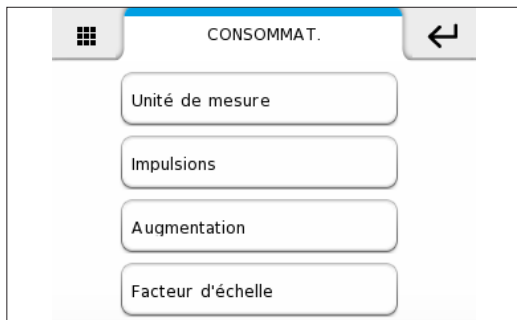 CONSOMMAT.
Unité de mesure
Impulsions
Augmentation
Facteur d'échelle